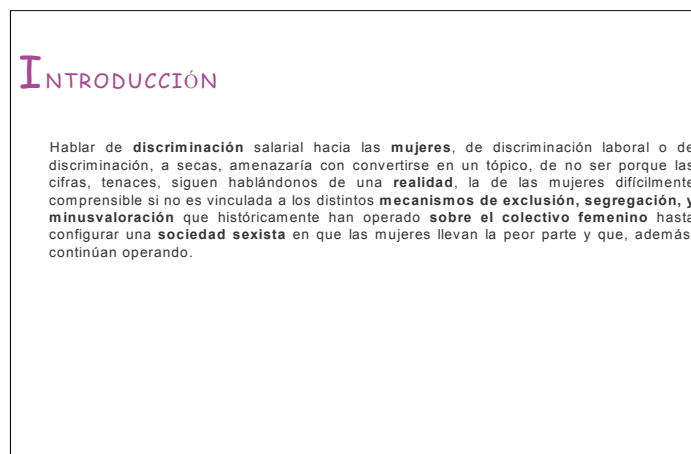 INTRODUCCIÓN
Hablar de discriminación salarial hacia las mujeres, de discriminación laboral o de
discriminación, a secas, amenazaría con convertirse en un tópico, de no ser porque las
cifras, tenaces, siguen hablándonos de una realidad, la de las mujeres difícilmente
comprensible si no es vinculada a los distintos mecanismos de exclusión, segregación, y
minusvaloración que históricamente han operado sobre el colectivo femenino hasta
configurar una sociedad sexista en que las mujeres llevan la peor parte y que, además
continúan operando.